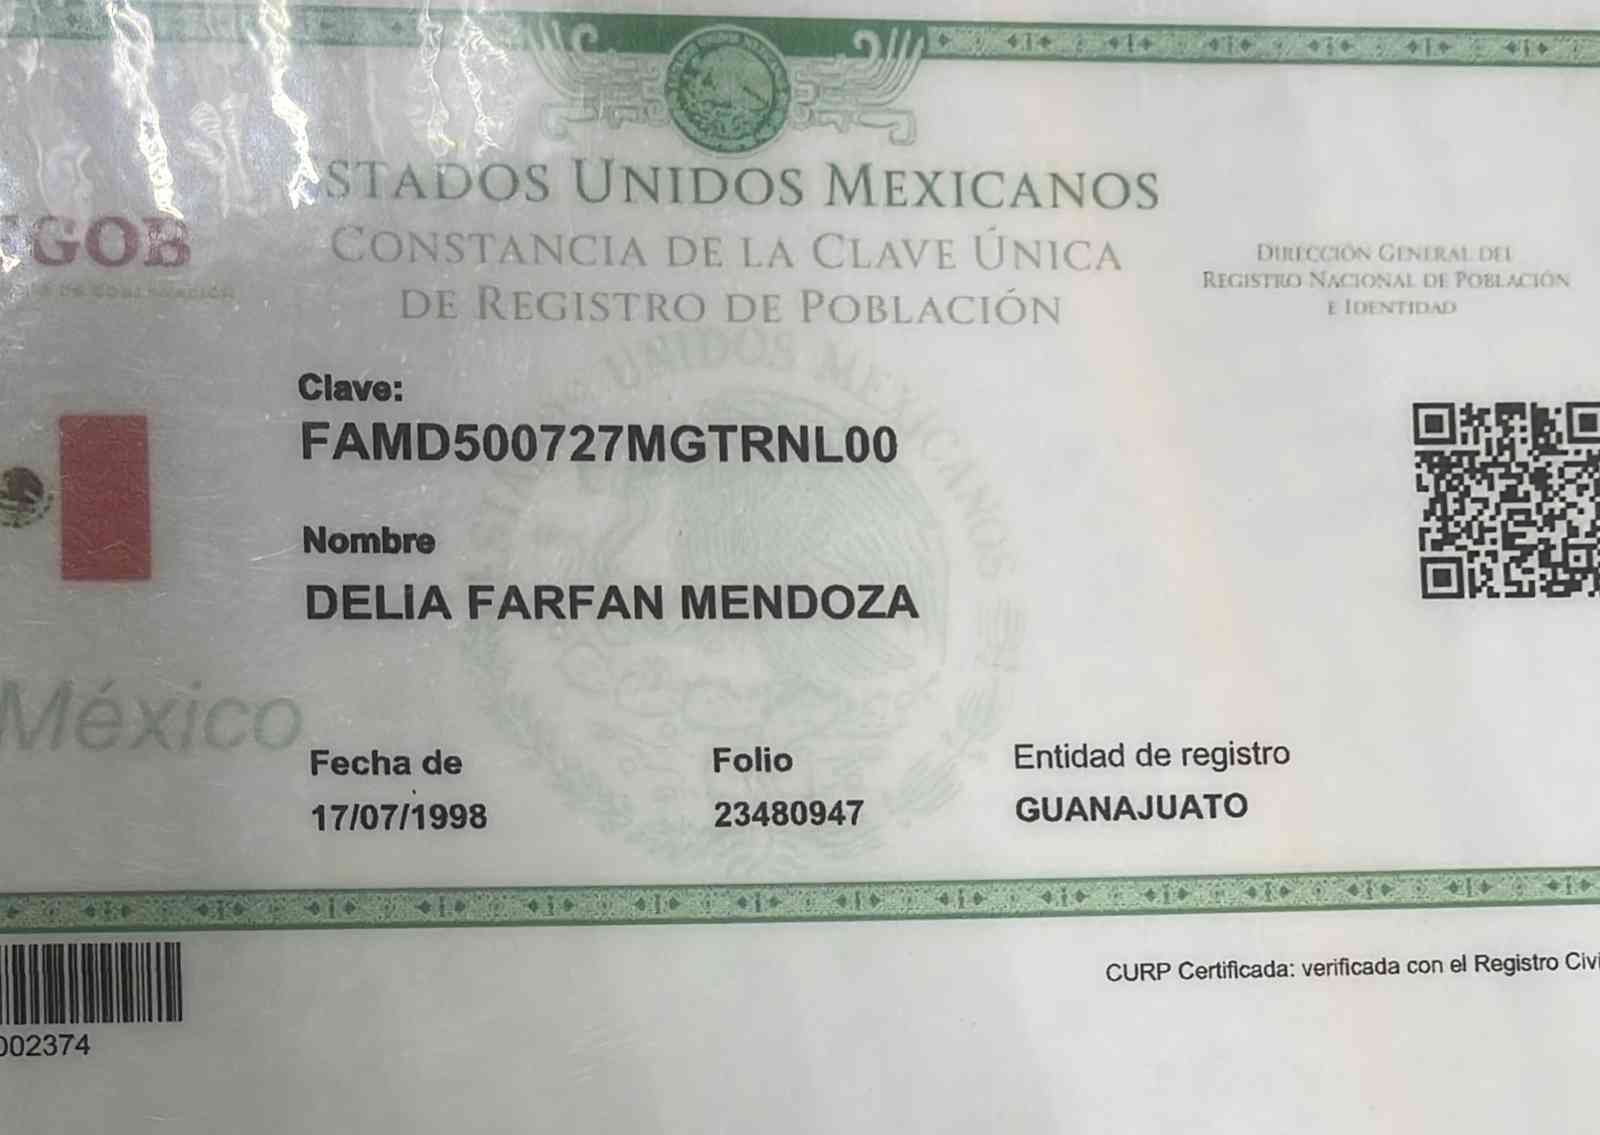 STADOS UNIDOS MEXICANOS
GOB
CONSTANCIA DE LA CLAVE ÚNICA
DE REGISTRO DE POBLACIÓN
DIRECCIÓN GENERAL DEL
REGISTRO NACIONAL DE POBLACIÓN
E IDENTIDAD
Clave:
FAMD500727MGTRNL00
Nombre
DELIA FARFAN MENDOZA
México
Fecha de
17/07/1998
Folio
23480947
Entidad de registro
GUANAJUATO
002374
CURP Certificada: verificada con el Registro Civi